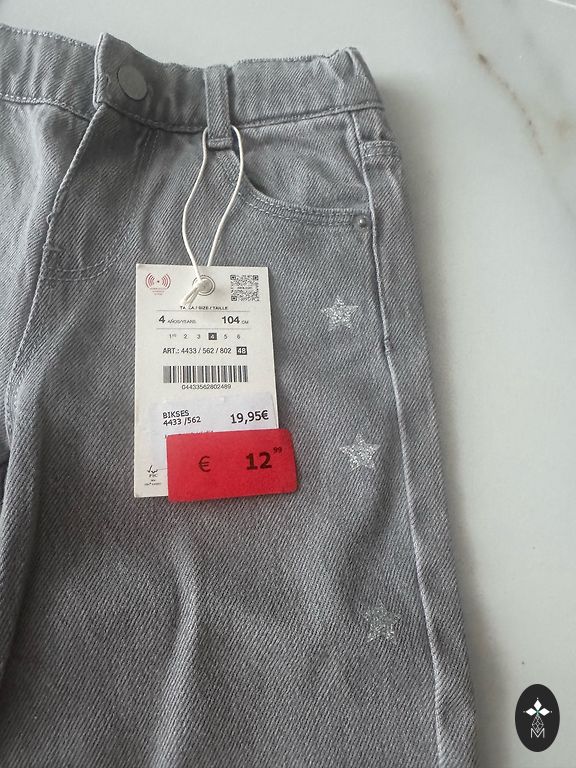 TALLA / SIZE / TAILLE
4 AÑOS/YEARS 104 CM
1½ 2 3 4 5 6
ART.: 4433 / 562 / 802 48
04433562802489
BIKSES
4433 /562
19,95€
€ 12 99
FSC
M